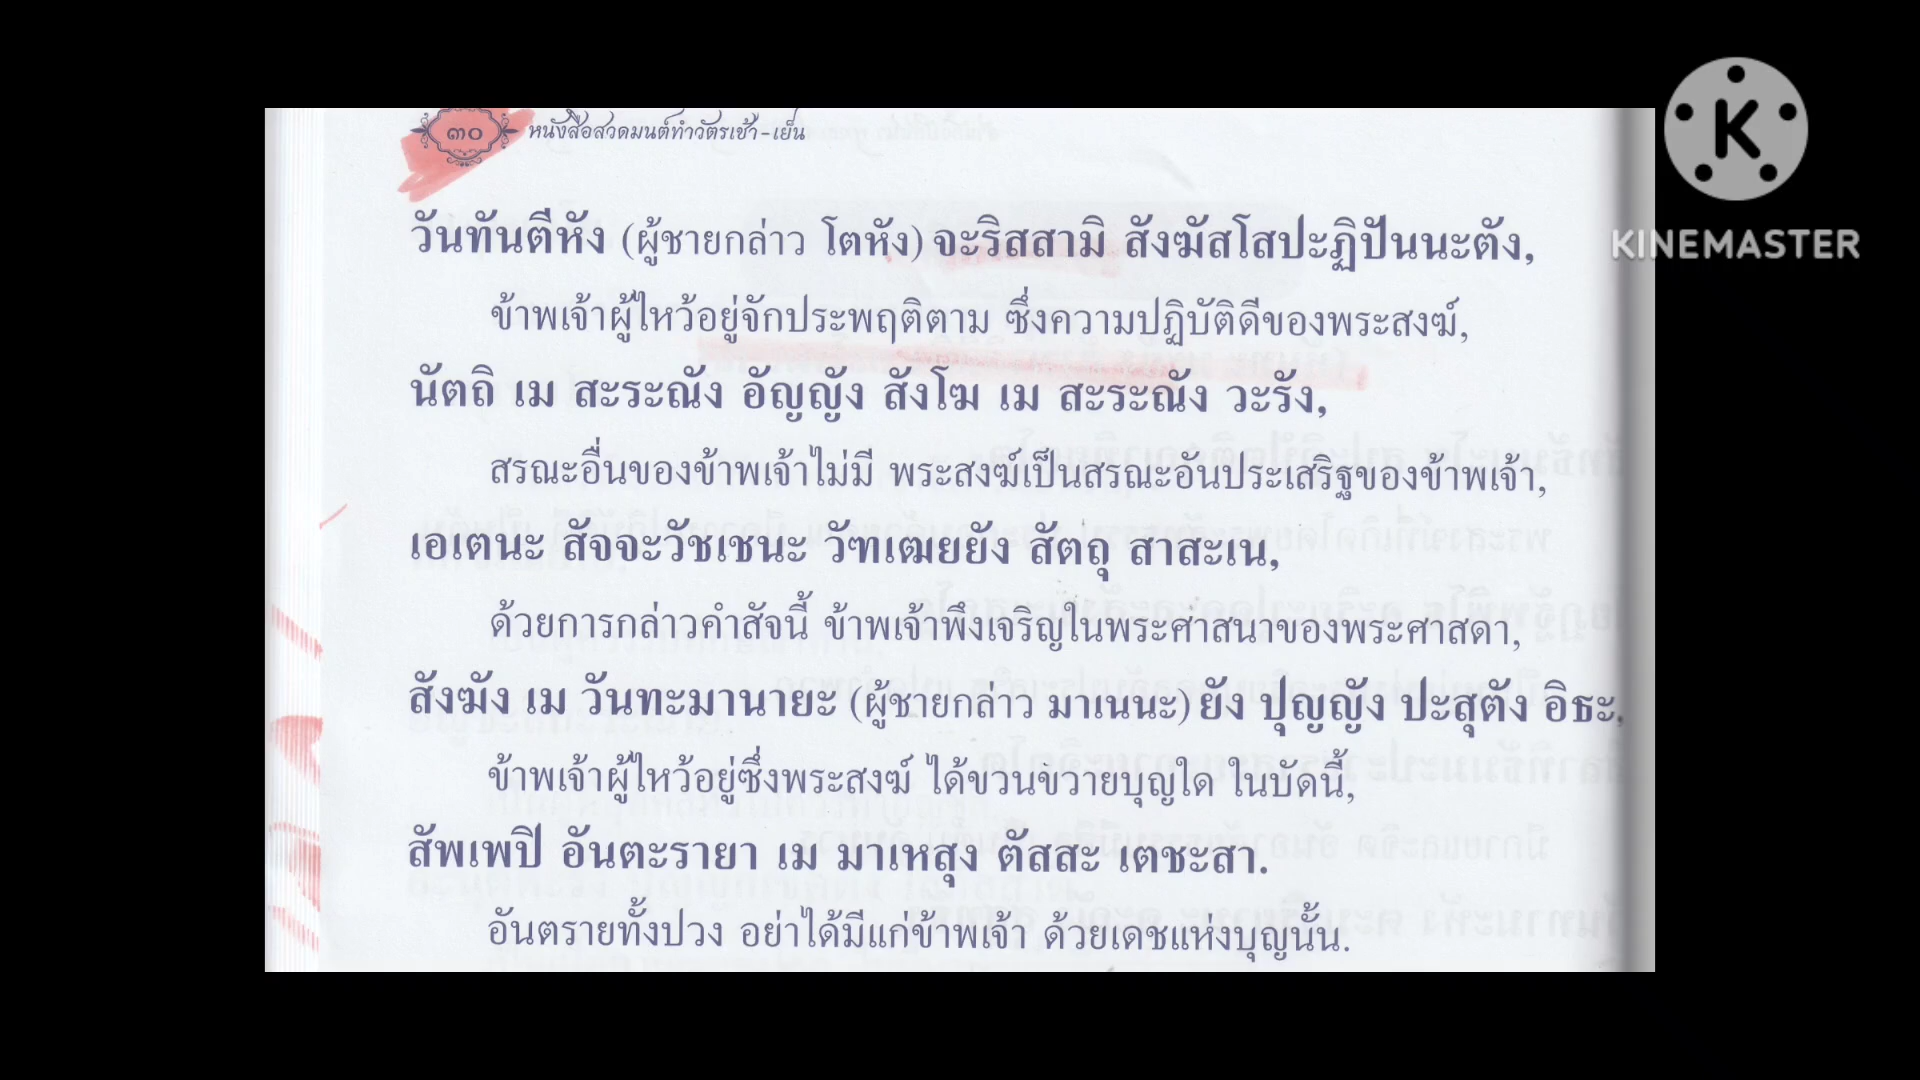 ๓๐ หนังสือสวดมนต์ทำวัตรเช้า-เย็น
วันทันตีหัง (ผู้ชายกล่าว โตหัง) จะริสสามิ สังฆัสโสปะฏิปันนะตัง,
ข้าพเจ้าผู้ไหว้อยู่จักประพฤติตาม ซึ่งความปฏิบัติดีของพระสงฆ์,
นัตถิ เม สะระณัง อัญญัง สังโฆ เม สะระณัง วะรัง,
สรณะอื่นของข้าพเจ้าไม่มี พระสงฆ์เป็นสรณะอันประเสริฐของข้าพเจ้า,
เอเตนะ สัจจะวัชเชนะ วัฑเฒยยัง สัตถุ สาสะเน,
ด้วยการกล่าวคำสัจนี้ ข้าพเจ้าพึงเจริญในพระศาสนาของพระศาสดา,
สังฆัง เม วันทะมานายะ (ผู้ชายกล่าว มาเนนะ) ยัง ปุญญัง ปะสุตัง อิธะ,
ข้าพเจ้าผู้ไหว้อยู่ซึ่งพระสงฆ์ ได้ขวนขวายบุญใด ในบัดนี้,
สัพเพปิ อันตะรายา เม มาเหสุง ตัสสะ เตชะสา.
อันตรายทั้งปวง อย่าได้มีแก่ข้าพเจ้า ด้วยเดชแห่งบุญนั้น.
K
KINEMASTER